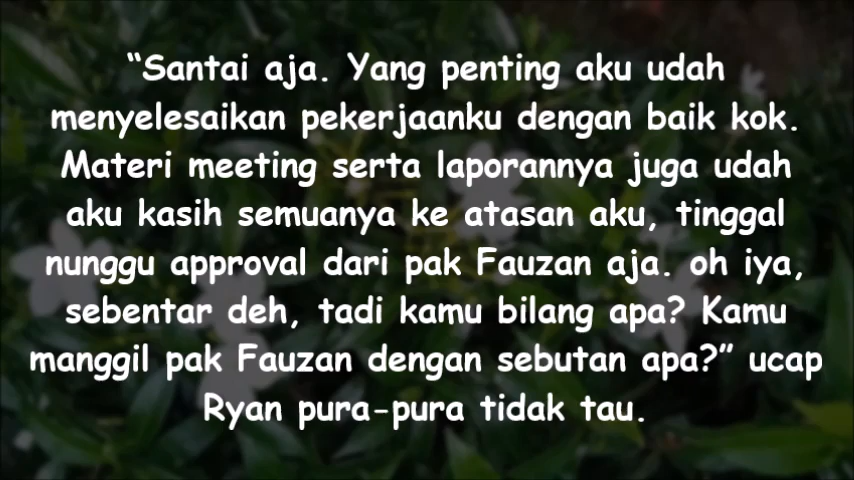 “Santai aja. Yang penting aku udah
menyelesaikan pekerjaanku dengan baik kok.
Materi meeting serta laporannya juga udah
aku kasih semuanya ke atasan aku, tinggal
nunggu approval dari pak Fauzan aja. oh iya,
sebentar deh, tadi kamu bilang apa? Kamu
manggil pak Fauzan dengan sebutan apa?” ucap
Ryan pura-pura tidak tau.